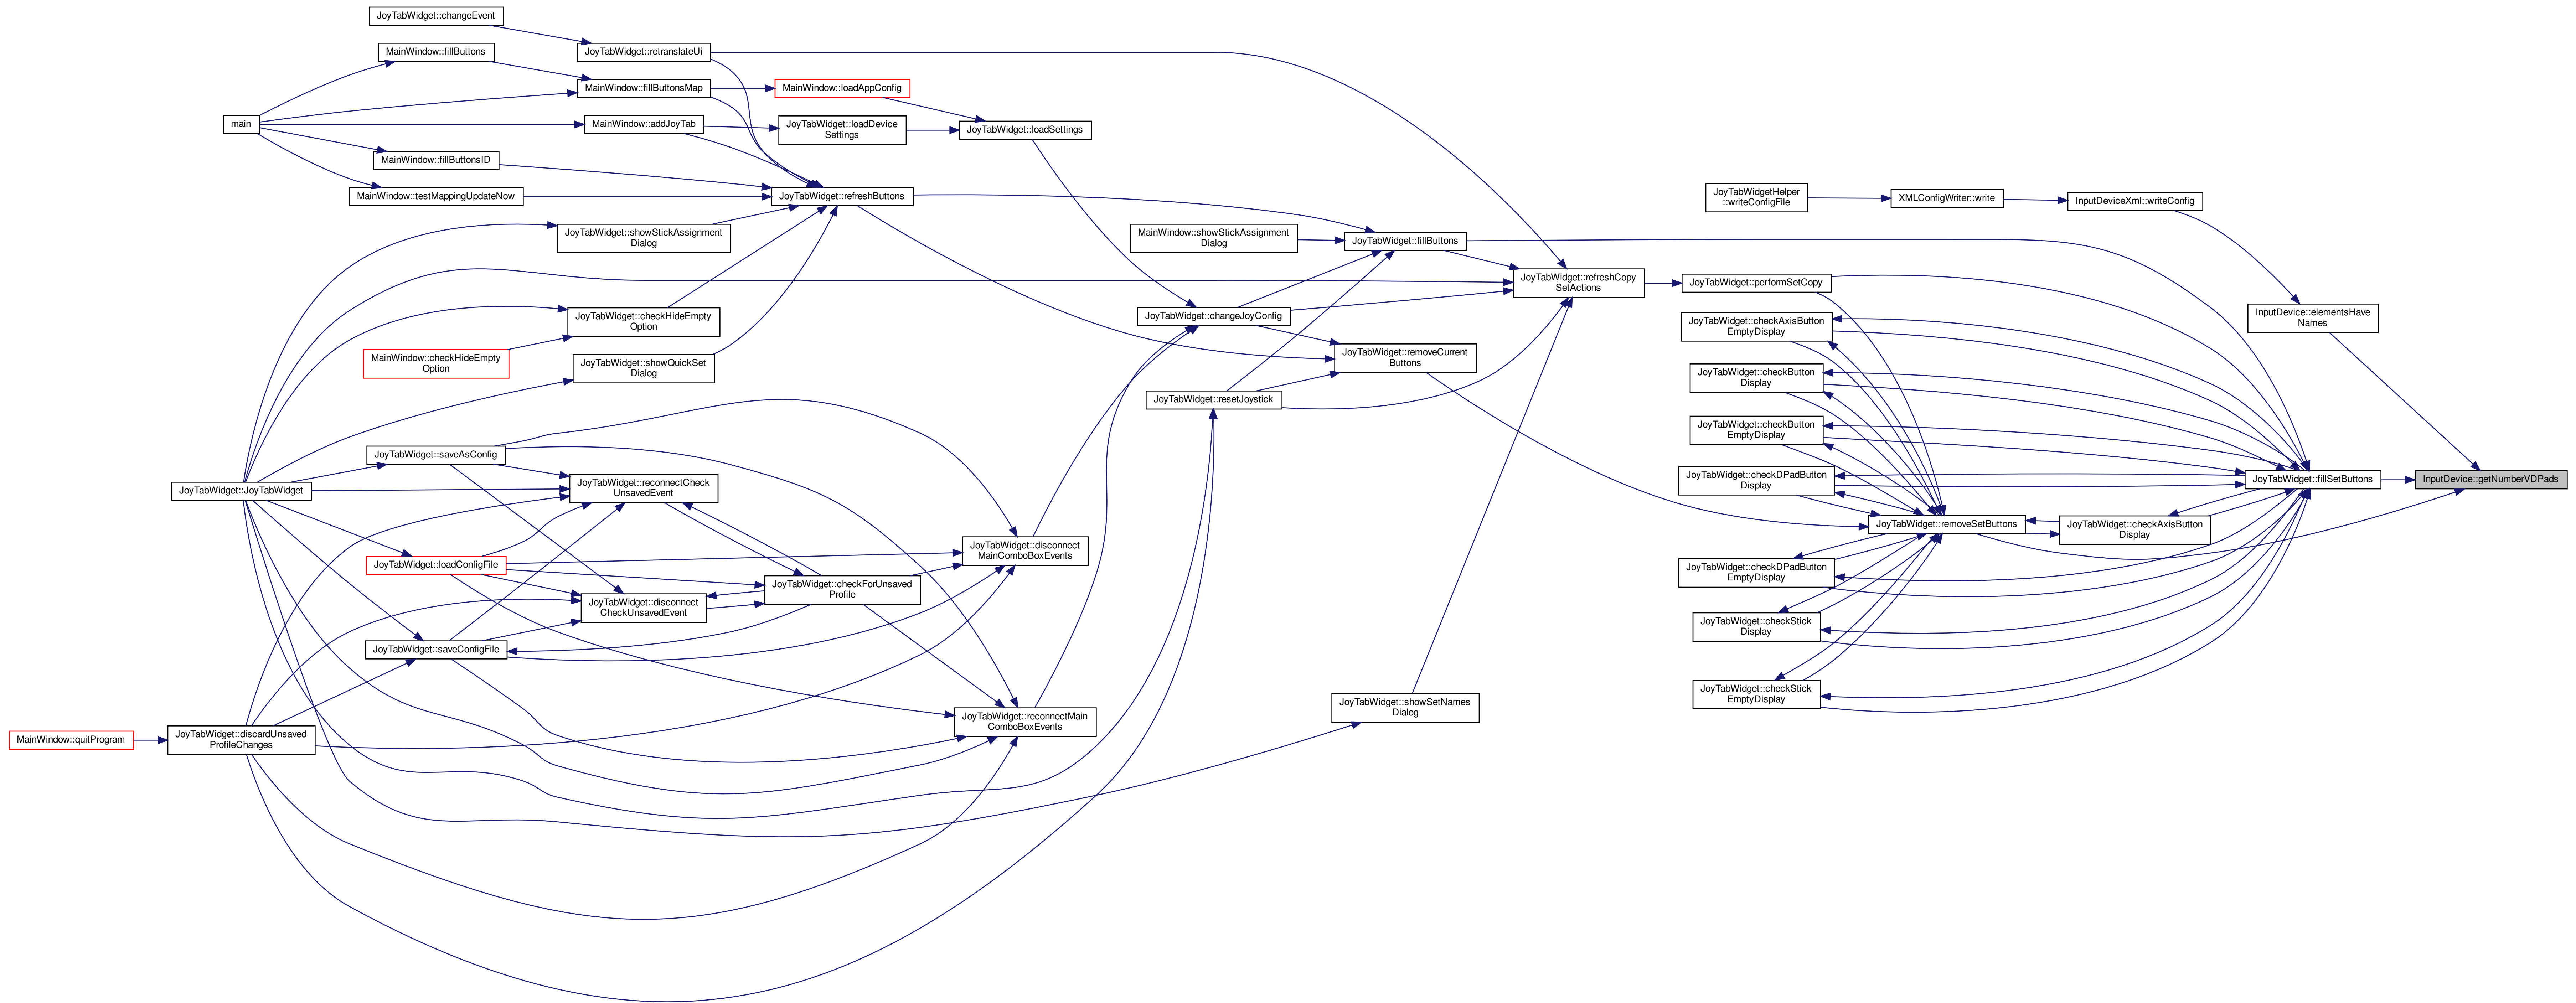 JoyTabWidget::changeEvent
MainWindow::fillButtons
JoyTabWidget::retranslateUi
MainWindow::fillButtonsMap
MainWindow::loadAppConfig
main
MainWindow::addJoyTab
JoyTabWidget::loadDevice
Settings
JoyTabWidget::loadSettings
MainWindow::fillButtonsID
MainWindow::testMappingUpdateNow
JoyTabWidget::refreshButtons
JoyTabWidgetHelper
::writeConfigFile
XMLConfigWriter::write
InputDeviceXml::writeConfig
JoyTabWidget::showStickAssignment
Dialog
MainWindow::showStickAssignment
Dialog
JoyTabWidget::fillButtons
JoyTabWidget::refreshCopy
SetActions
JoyTabWidget::performSetCopy
JoyTabWidget::checkHideEmpty
Option
JoyTabWidget::changeJoyConfig
JoyTabWidget::checkAxisButton
EmptyDisplay
InputDevice::elementsHave
Names
MainWindow::checkHideEmpty
Option
JoyTabWidget::showQuickSet
Dialog
JoyTabWidget::removeCurrent
Buttons
JoyTabWidget::checkButton
Display
JoyTabWidget::resetJoystick
JoyTabWidget::checkButton
EmptyDisplay
JoyTabWidget::saveAsConfig
JoyTabWidget::JoyTabWidget
JoyTabWidget::reconnectCheck
UnsavedEvent
JoyTabWidget::checkDPadButton
Display
JoyTabWidget::fillSetButtons
InputDevice::getNumberVDPads
JoyTabWidget::removeSetButtons
JoyTabWidget::checkAxisButton
Display
JoyTabWidget::loadConfigFile
JoyTabWidget::disconnect
MainComboBoxEvents
JoyTabWidget::checkForUnsaved
Profile
JoyTabWidget::checkDPadButton
EmptyDisplay
JoyTabWidget::disconnect
CheckUnsavedEvent
JoyTabWidget::checkStick
Display
JoyTabWidget::saveConfigFile
JoyTabWidget::checkStick
EmptyDisplay
JoyTabWidget::showSetNames
Dialog
JoyTabWidget::reconnectMain
ComboBoxEvents
MainWindow::quitProgram
JoyTabWidget::discardUnsaved
ProfileChanges